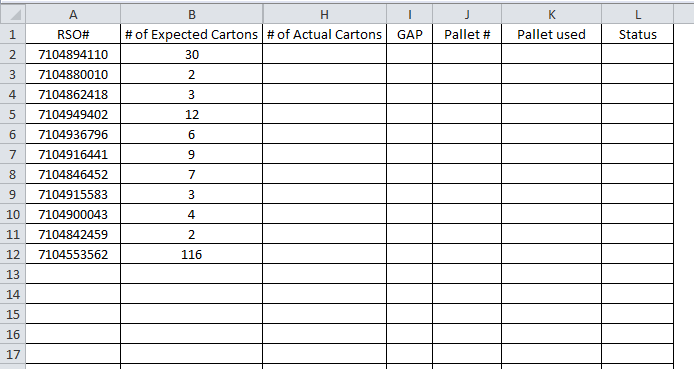 A B H I J K L
1 RSO# # of Expected Cartons # of Actual Cartons GAP Pallet # Pallet used Status
2 7104894110 30
3 7104880010 2
4 7104862418 3
5 7104949402 12
6 7104936796 6
7 7104916441 9
8 7104846452 7
9 7104915583 3
10 7104900043 4
11 7104842459 2
12 7104553562 116
13
14
15
16
17